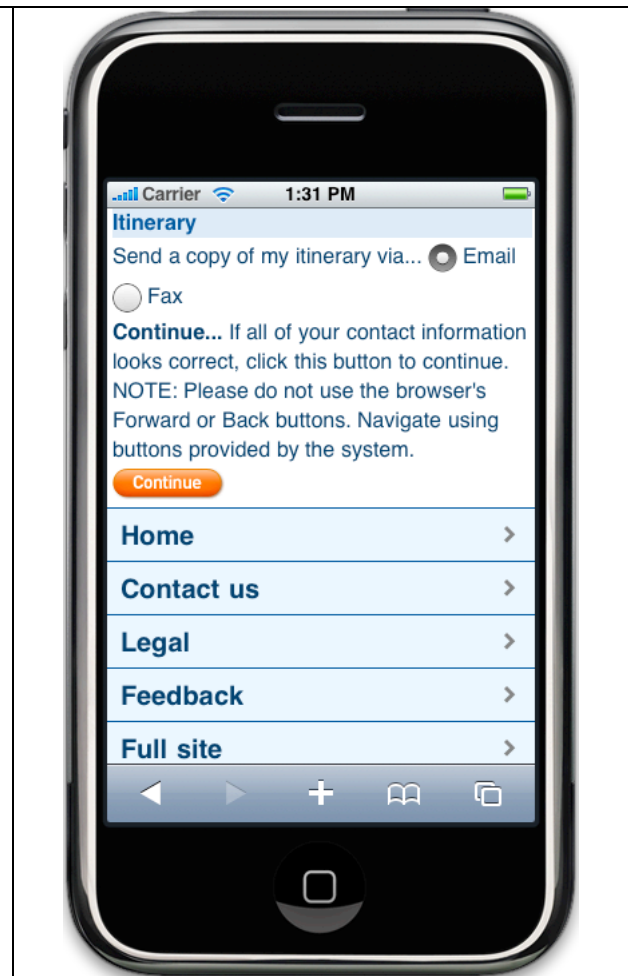 Carrier 1:31 PM
Itinerary
Send a copy of my itinerary via... Email
Fax
Continue... If all of your contact information
looks correct, click this button to continue.
NOTE: Please do not use the browser's
Forward or Back buttons. Navigate using
buttons provided by the system.
Continue
Home
Contact us
Legal
Feedback
Full site